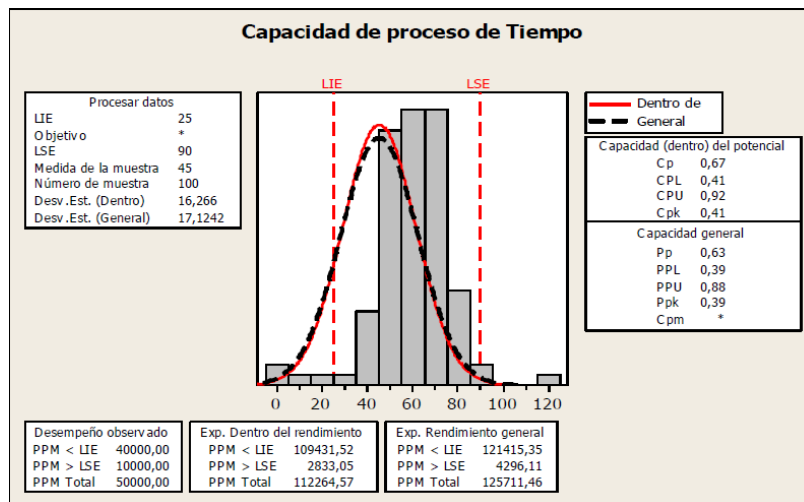 Capacidad de proceso de Tiempo
LIE LSE
Procesar datos
LIE 25
Objetivo *
LSE 90
Medida de la muestra 45
Número de muestra 100
Desv.Est. (Dentro) 16,266
Desv.Est. (General) 17,1242
Dentro de
General
Capacidad (dentro) del potencial
Cp 0,67
CPL 0,41
CPU 0,92
Cpk 0,41
Capacidad general
Pp 0,63
PPL 0,39
PPU 0,88
Ppk 0,39
Cpm *
0 20 40 60 80 100 120
Desempeño observado
PPM < LIE 40000,00
PPM > LSE 10000,00
PPM Total 50000,00
Exp. Dentro del rendimiento
PPM < LIE 109431,52
PPM > LSE 2833,05
PPM Total 112264,57
Exp. Rendimiento general
PPM < LIE 121415,35
PPM > LSE 4296,11
PPM Total 125711,46